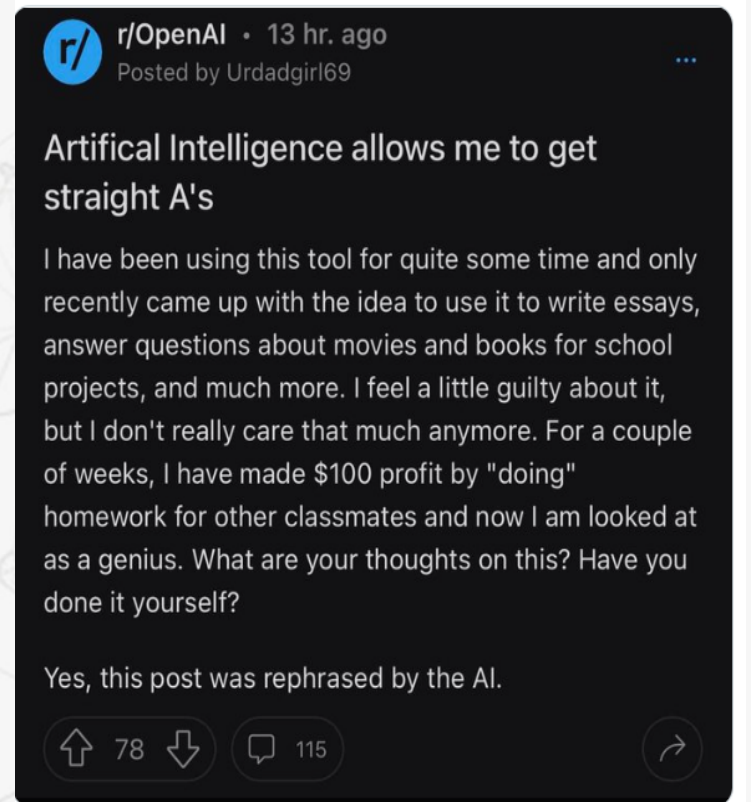 r/ r/OpenAI • 13 hr. ago
Posted by Urdadgirl69
Artifical Intelligence allows me to get
straight A's
I have been using this tool for quite some time and only
recently came up with the idea to use it to write essays,
answer questions about movies and books for school
projects, and much more. I feel a little guilty about it,
but I don't really care that much anymore. For a couple
of weeks, I have made $100 profit by "doing"
homework for other classmates and now I am looked at
as a genius. What are your thoughts on this? Have you
done it yourself?
Yes, this post was rephrased by the AI.
78 115